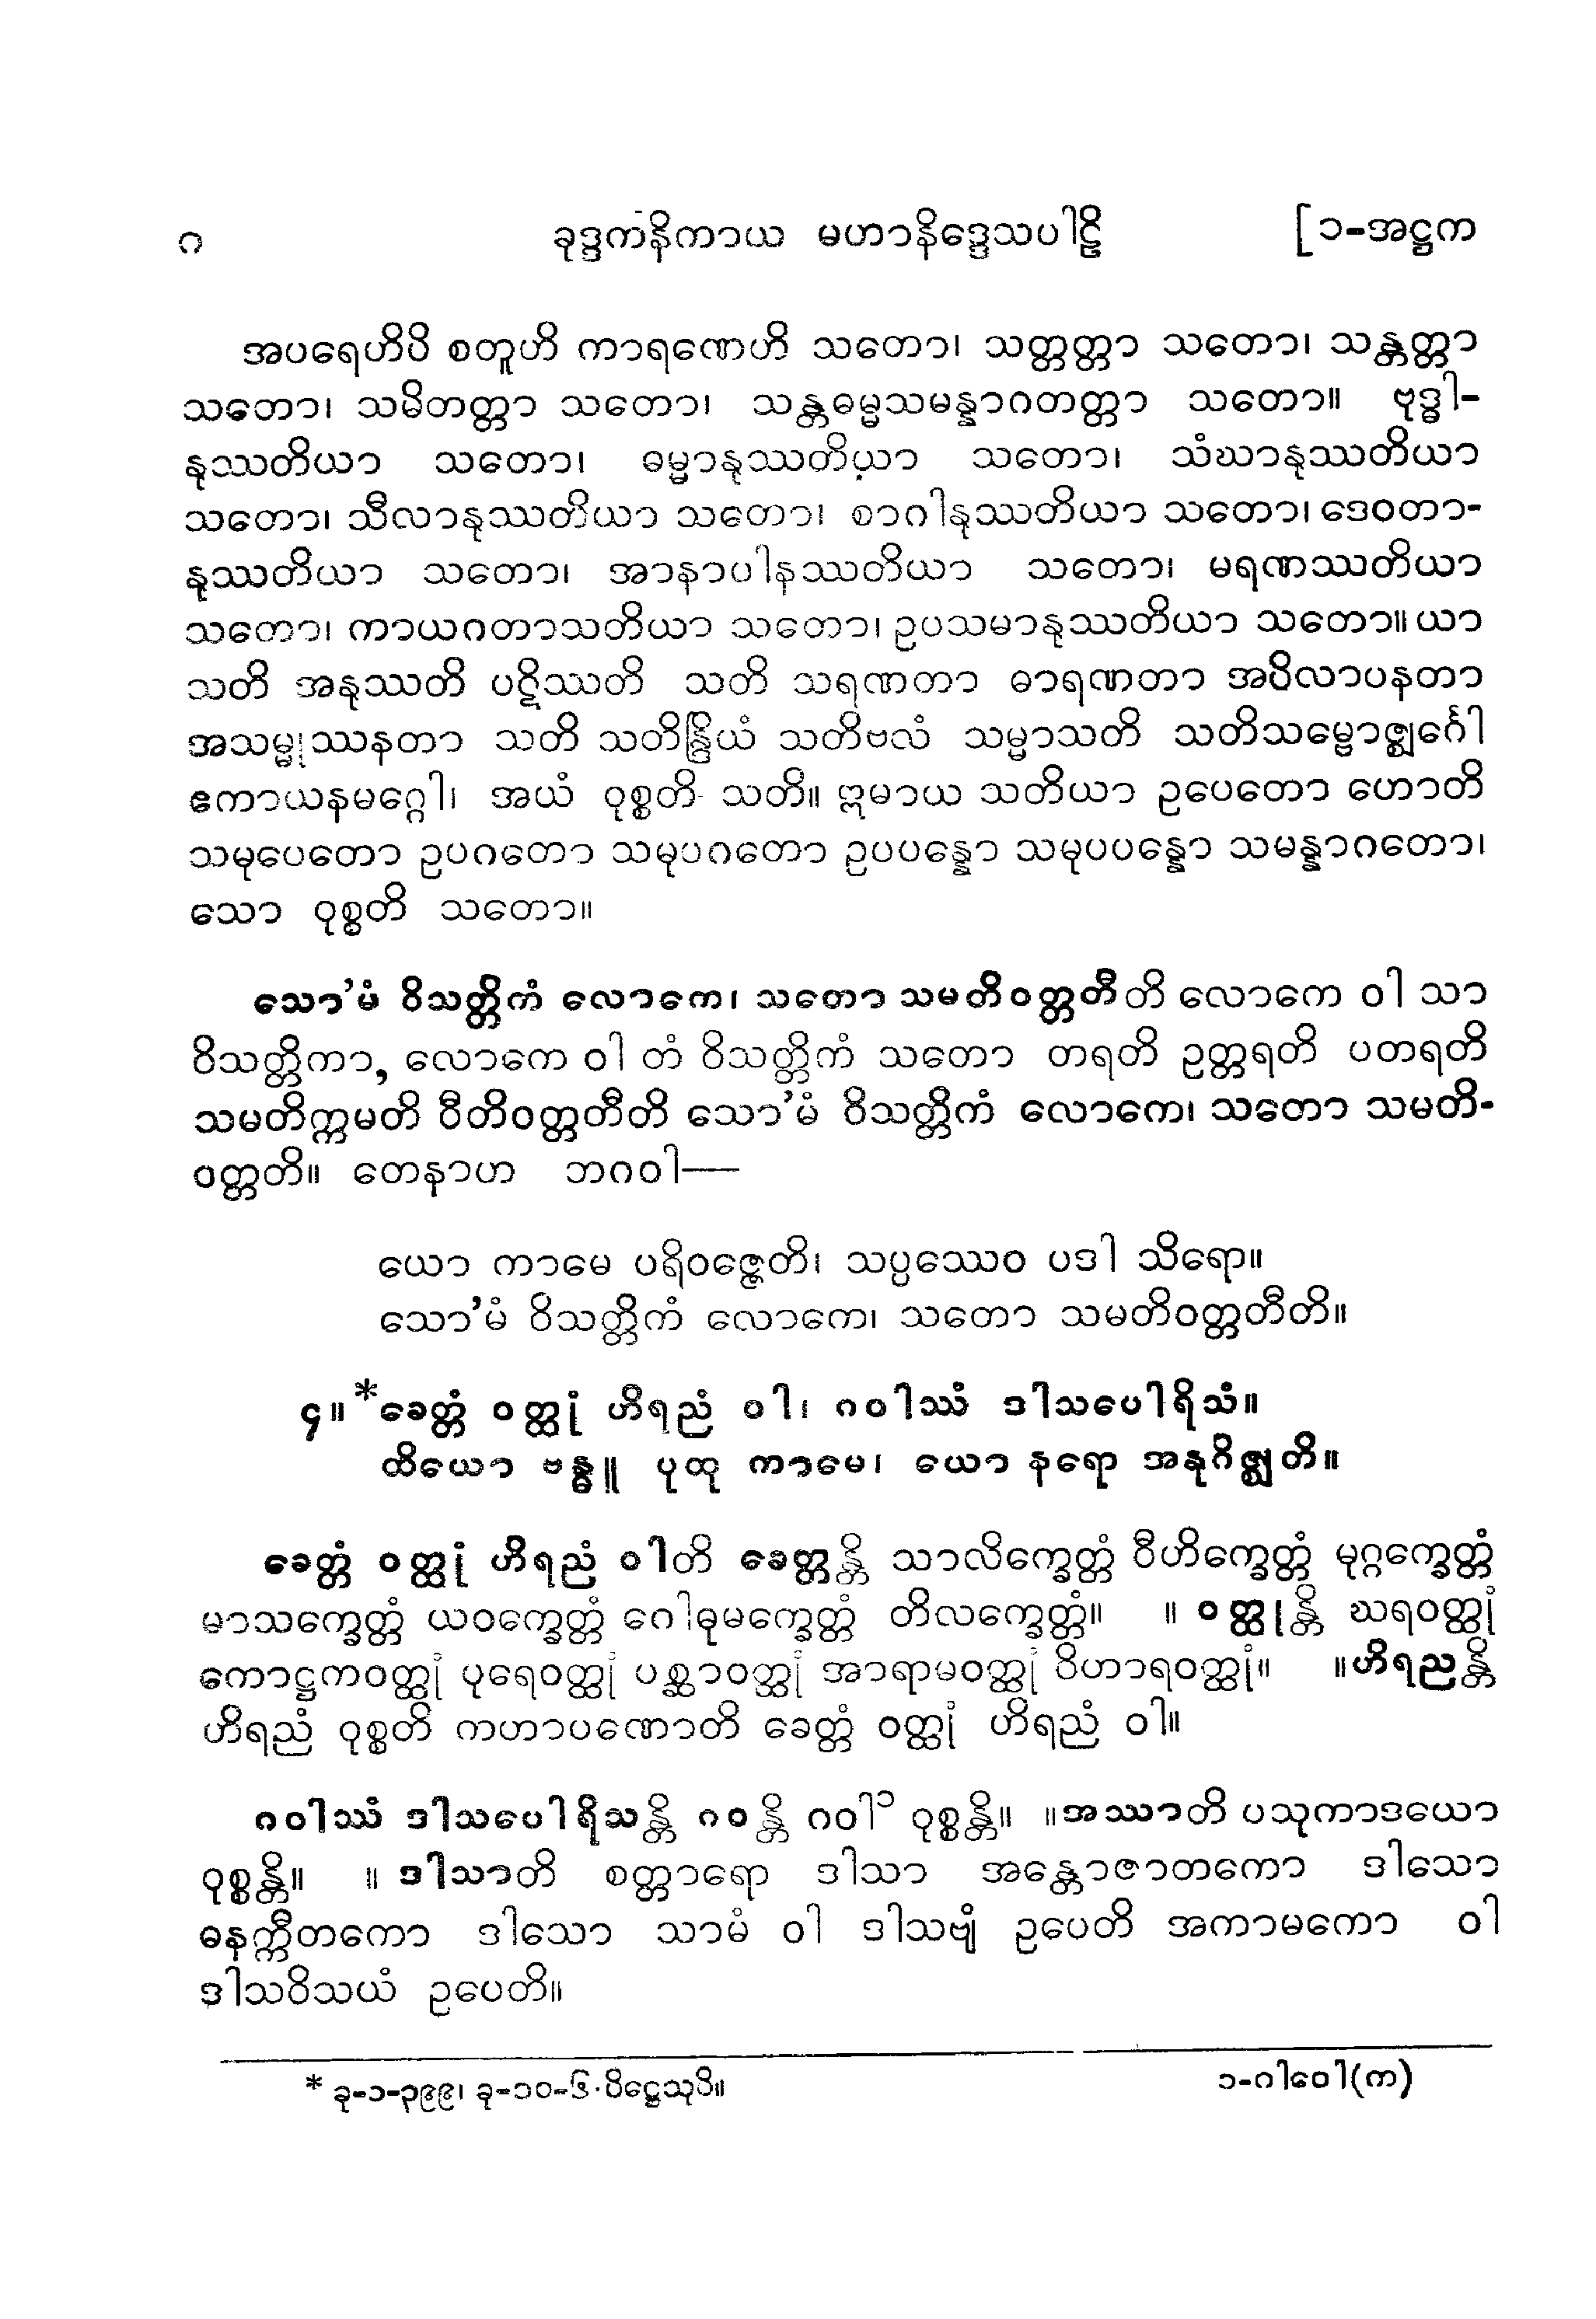 ဂ ခုဒ္ဒကနိကာယ မဟာနိဒ္ဒေသပါဠိ [ ၁-အဋ္ဌက
အပရေဟိပိ စတူဟိ ကာရဏေဟိ သတော၊ သတ္တတ္တာ သတော၊ သန္တတ္တာ
သတော၊ သမိတတ္တာ သတော၊ သန္တဓမ္မသမန္နာဂတတ္တာ သတော။ ဗုဒ္ဓါ-
နုဿတိယာ သတော၊ ဓမ္မာနုဿတိယာ သတော၊ သံဃာနုဿတိယာ
သတော၊ သီလာနုဿတိယာ သတော၊ စာဂါနုဿတိယာ သတော၊ ဒေဝတာ-
နုဿတိယာ သတော၊ အာနာပါနဿတိယာ သတော၊ မရဏဿတိယာ
သတော၊ ကာယဂတာသတိယာ သတော၊ ဥပသမာနုဿတိယာ သတော။ ယာ
သတိ အနုဿတိ ပဋိဿတိ သတိ သရဏတာ ဓာရဏတာ အပိလာပနတာ
အသမ္မုဿနတာ သတိ သတိန္ဒြိယံ သတိဗလံ သမ္မာသတိ သတိသမ္ဗောဇ္ဈင်္ဂေါ
ဧကာယနမဂ္ဂေါ၊ အယံ ဝုစ္စတိ သတိ။ ဣမာယ သတိယာ ဥပေတော ဟောတိ
သမုပေတော ဥပဂတော သမုပဂတော ဥပပန္နော သမုပပန္နော သမန္နာဂတော၊
သော ဝုစ္စတိ သတော။
သော’မံ ဝိသတ္တိကံ လောကေ၊ သတော သမတိဝတ္တတီတိ လောကေ ဝါ သာ
ဝိသတ္တိကာ, လောကေ ဝါ တံ ဝိသတ္တိကံ သတော တရတိ ဥတ္တရတိ ပတရတိ
သမတိက္ကမတိ ဝီတိဝတ္တတီတိ သော’မံ ဝိသတ္တိကံ လောကေ၊ သတော သမတိ-
ဝတ္တတိ။ တေနာဟ ဘဂဝါ—
ယော ကာမေ ပရိဝဇ္ဇေတိ၊ သပ္ပဿေဝ ပဒါ သိရော။
သော’မံ ဝိသတ္တိကံ လောကေ၊ သတော သမတိဝတ္တတီတိ။
၄။ *ခေတ္တံ ဝတ္ထုံ ဟိရညံ ဝါ၊ ဂဝါဿံ ဒါသပေါရိသံ။
ထိယော ဗန္ဓူ ပုထု ကာမေ၊ ယော နရော အနုဂိဇ္ဈတိ။
ခေတ္တံ ဝတ္ထုံ ဟိရညံ ဝါတိ ခေတ္တန္တိ သာလိက္ခေတ္တံ ဝီဟိက္ခေတ္တံ မုဂ္ဂက္ခေတ္တံ
မာသက္ခေတ္တံ ယဝက္ခေတ္တံ ဂေါဓုမက္ခေတ္တံ တိလက္ခေတ္တံ။ ။ ဝတ္ထုန္တိ ဃရဝတ္ထုံ
ကောဋ္ဌကဝတ္ထုံ ပုရေဝတ္ထုံ ပစ္ဆာဝတ္ထုံ အာရာမဝတ္ထုံ ဝိဟာရဝတ္ထုံ။ ။ဟိရညန္တိ
ဟိရညံ ဝုစ္စတိ ကဟာပဏောတိ ခေတ္တံ ဝတ္ထုံ ဟိရညံ ဝါ။
ဂဝါဿံ ဒါသပေါရိသန္တိ ဂဝန္တိ ဂဝါ၁ ဝုစ္စန္တိ။ ။အဿာတိ ပသုကာဒယော
ဝုစ္စန္တိ။ ။ ဒါသာတိ စတ္တာရော ဒါသာ အန္တောဇာတကော ဒါသော
ဓနက္ကီတကော ဒါသော သာမံ ဝါ ဒါသဗျံ ဥပေတိ အကာမကော ဝါ
ဒါသဝိသယံ ဥပေတိ။
* ခု-၁-၃၉၉၊ ခု-၁၀-၆-ပိဋ္ဌေသုပိ။ ၁-ဂါဝေါ (က)